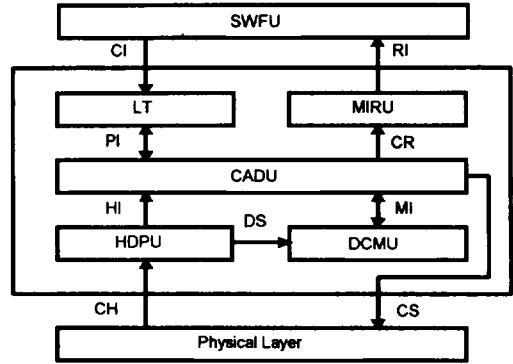 SWFU
CI
RI
LT
MIRU
PI
CR
CADU
HI
DS
MI
HDPU
DCMU
CH
CS
Physical Layer